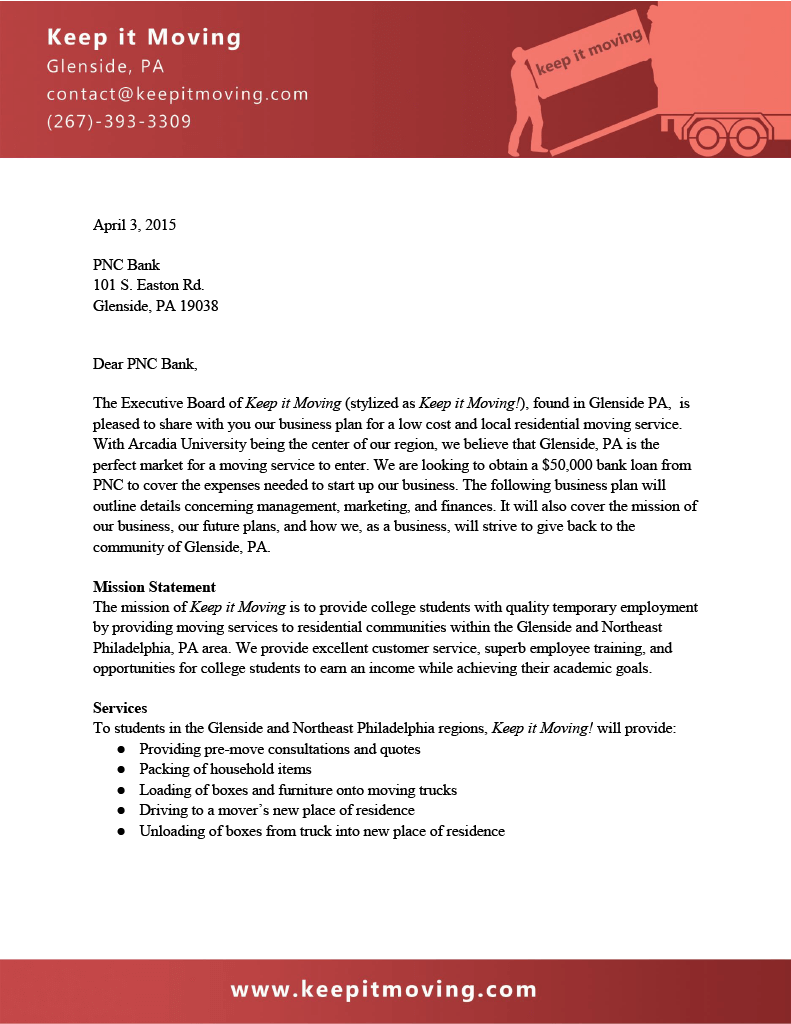 Keep it Moving
Glenside, PA
contact@keepitmoving.com
(267)-393-3309
keep it moving
April 3, 2015
PNC Bank
101 S. Easton Rd.
Glenside, PA 19038
Dear PNC Bank,
The Executive Board of Keep it Moving (stylized as Keep it Moving!), found in Glenside PA,  is
pleased to share with you our business plan for a low cost and local residential moving service.
With Arcadia University being the center of our region, we believe that Glenside, PA is the
perfect market for a moving service to enter. We are looking to obtain a $50,000 bank loan from
PNC to cover the expenses needed to start up our business. The following business plan will
outline details concerning management, marketing, and finances. It will also cover the mission of
our business, our future plans, and how we, as a business, will strive to give back to the
community of Glenside, PA.
Mission Statement
The mission of Keep it Moving is to provide college students with quality temporary employment
by providing moving services to residential communities within the Glenside and Northeast
Philadelphia, PA area. We provide excellent customer service, superb employee training, and
opportunities for college students to earn an income while achieving their academic goals.
Services
To students in the Glenside and Northeast Philadelphia regions, Keep it Moving! will provide:
● Providing pre-move consultations and quotes
● Packing of household items
● Loading of boxes and furniture onto moving trucks
● Driving to a mover’s new place of residence
● Unloading of boxes from truck into new place of residence
www.keepitmoving.com